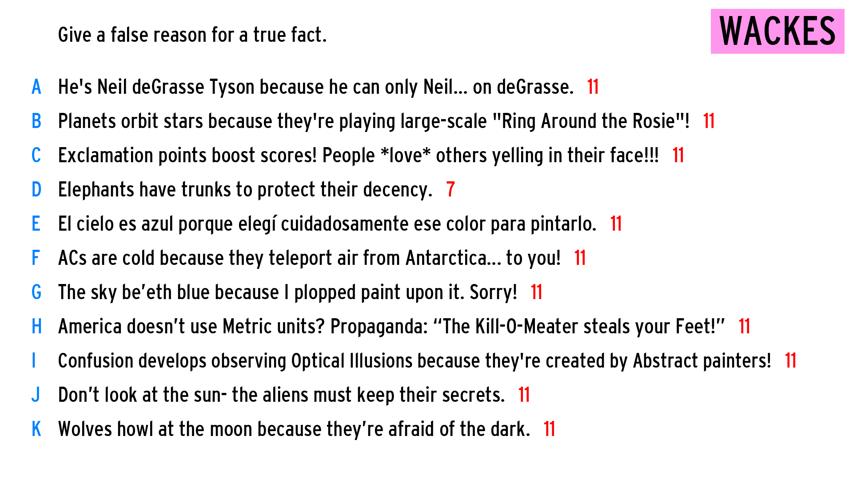 Give a false reason for a true fact.
WACKES
A He's Neil deGrasse Tyson because he can only Neil... on deGrasse. 11
B Planets orbit stars because they're playing large-scale "Ring Around the Rosie"! 11
C Exclamation points boost scores! People *love* others yelling in their face!!! 11
D Elephants have trunks to protect their decency. 7
E El cielo es azul porque elegí cuidadosamente ese color para pintarlo. 11
F ACs are cold because they teleport air from Antarctica... to you! 11
G The sky be’eth blue because I plopped paint upon it. Sorry! 11
H America doesn’t use Metric units? Propaganda: “The Kill-O-Meater steals your Feet!” 11
I Confusion develops observing Optical Illusions because they're created by Abstract painters! 11
J Don’t look at the sun- the aliens must keep their secrets. 11
K Wolves howl at the moon because they’re afraid of the dark. 11